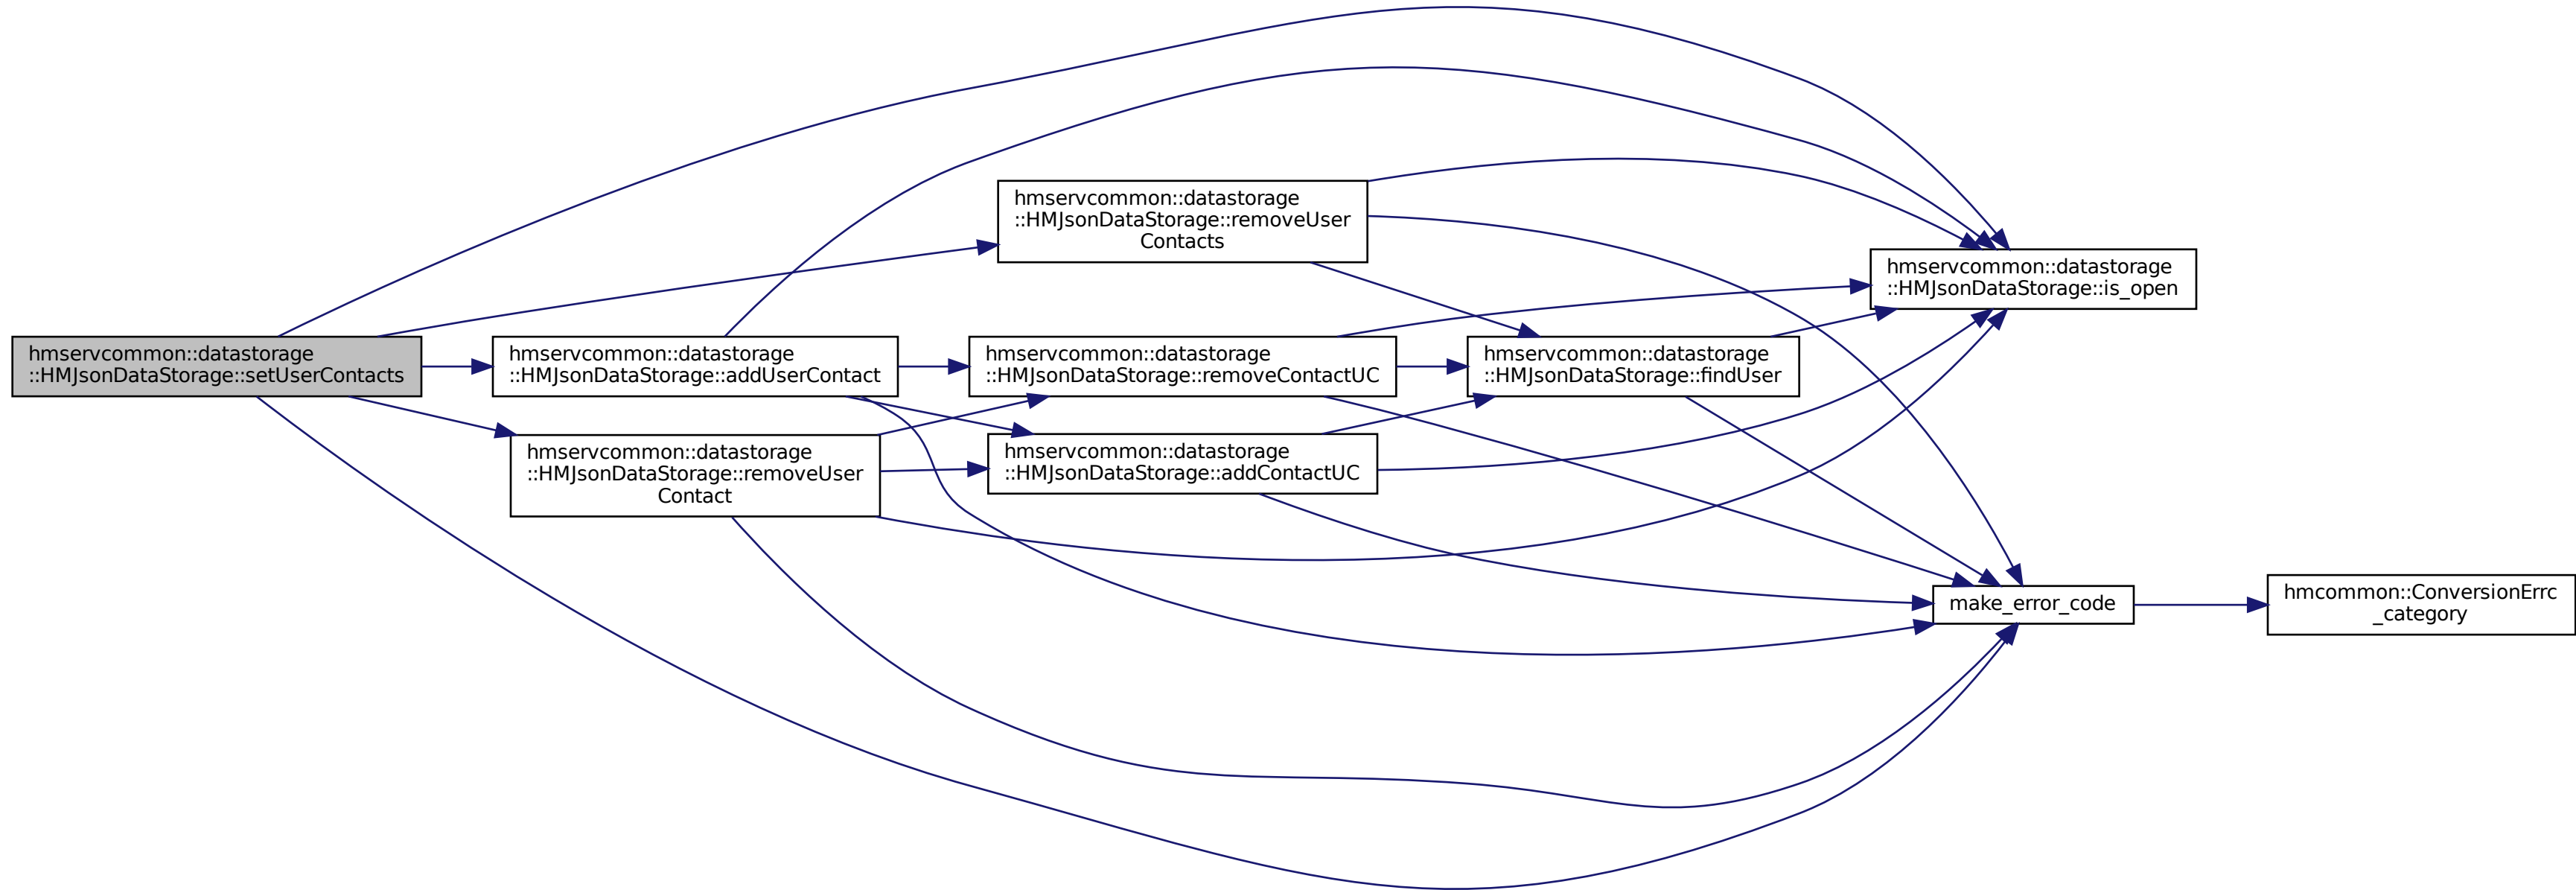 hmservcommon::datastorage
::HMJsonDataStorage::setUserContacts
hmservcommon::datastorage
::HMJsonDataStorage::addUserContact
hmservcommon::datastorage
::HMJsonDataStorage::removeUser
Contact
hmservcommon::datastorage
::HMJsonDataStorage::removeUser
Contacts
hmservcommon::datastorage
::HMJsonDataStorage::removeContactUC
hmservcommon::datastorage
::HMJsonDataStorage::addContactUC
hmservcommon::datastorage
::HMJsonDataStorage::findUser
hmservcommon::datastorage
::HMJsonDataStorage::is_open
make_error_code
hmcommon::ConversionErrc
_category